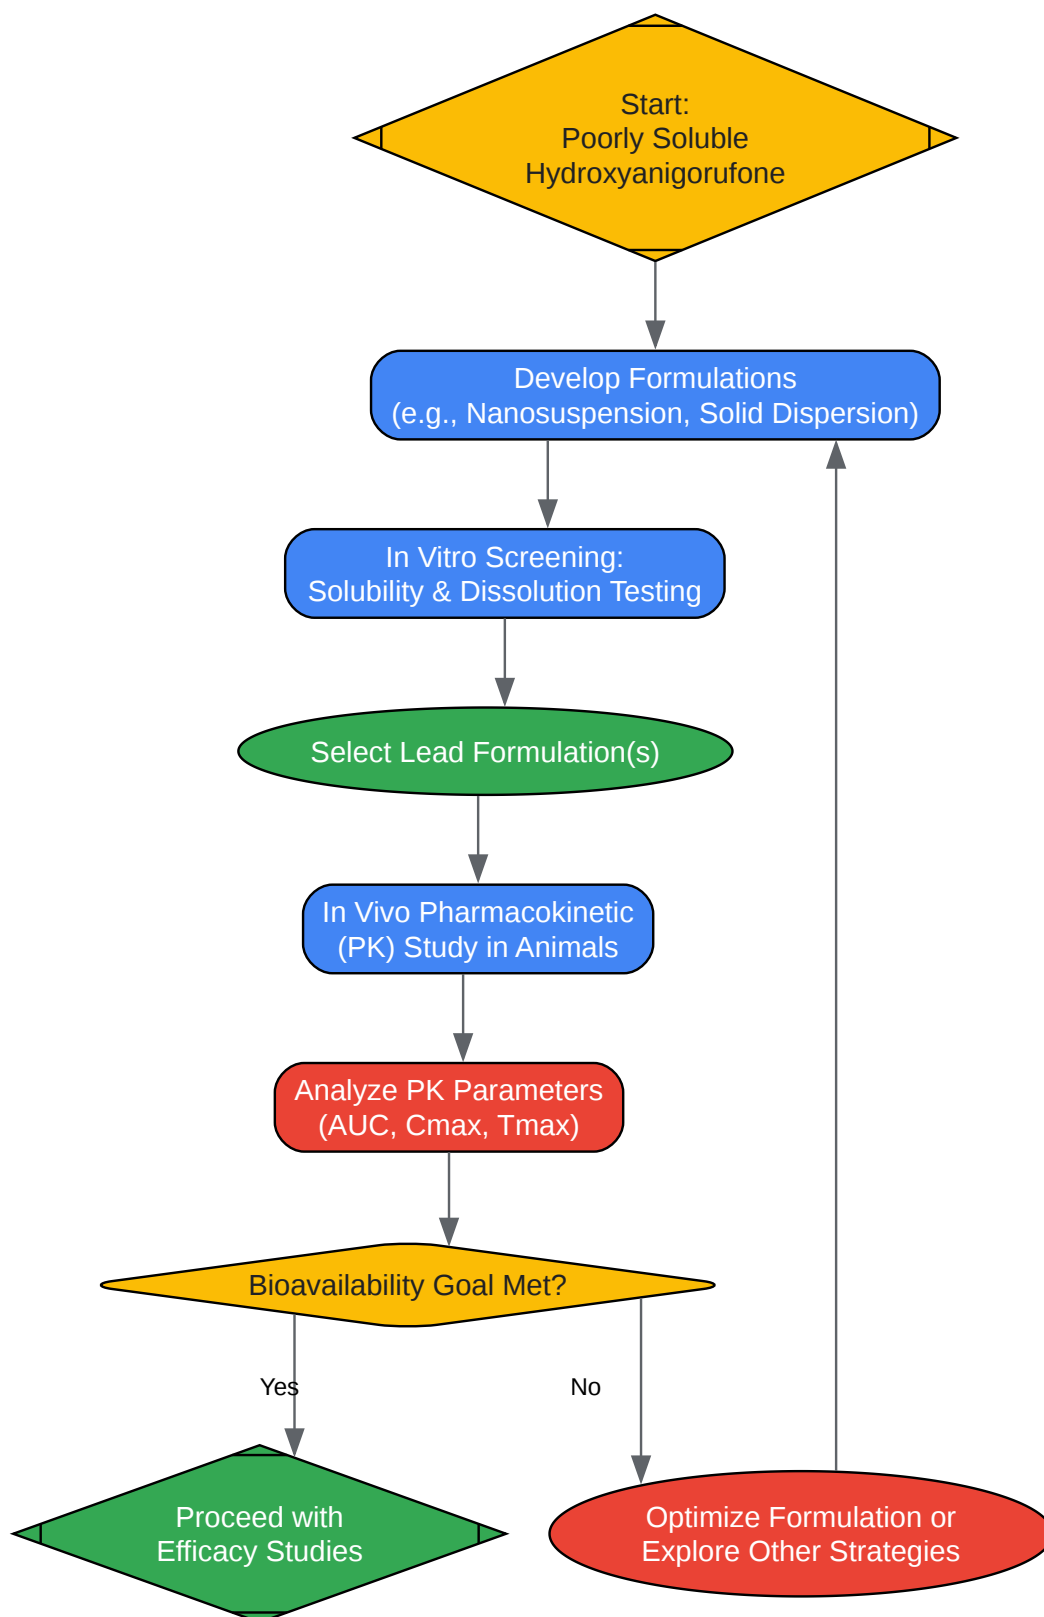 Start:
Poorly Soluble
Hydroxyanigorufone
Develop Formulations
(e.g., Nanosuspension, Solid Dispersion)
In Vitro Screening:
Solubility & Dissolution Testing
Select Lead Formulation(s)
In Vivo Pharmacokinetic
(PK) Study in Animals
Analyze PK Parameters
(AUC, Cmax, Tmax)
Bioavailability Goal Met?
Yes
No
Proceed with
Efficacy Studies
Optimize Formulation or
Explore Other Strategies